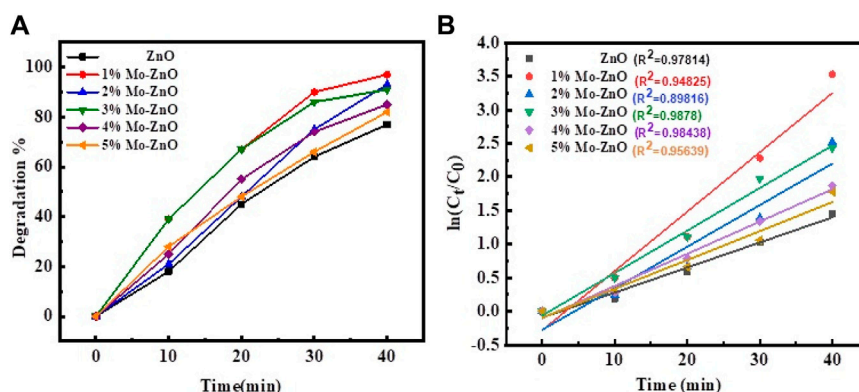 A
ZnO
1% Mo-ZnO
2% Mo-ZnO
3% Mo-ZnO
4% Mo-ZnO
5% Mo-ZnO
100
80
60
40
20
0
Degradation %
0 10 20 30 40
Time(min)
B
ZnO (R²=0.97814)
1% Mo-ZnO (R²=0.94825)
2% Mo-ZnO (R²=0.89816)
3% Mo-ZnO (R²=0.9878)
4% Mo-ZnO (R²=0.98438)
5% Mo-ZnO (R²=0.95639)
4.0
3.5
3.0
2.5
2.0
1.5
1.0
0.5
0.0
-0.5
ln(Cₜ/C₀)
0 10 20 30 40
Time (min)